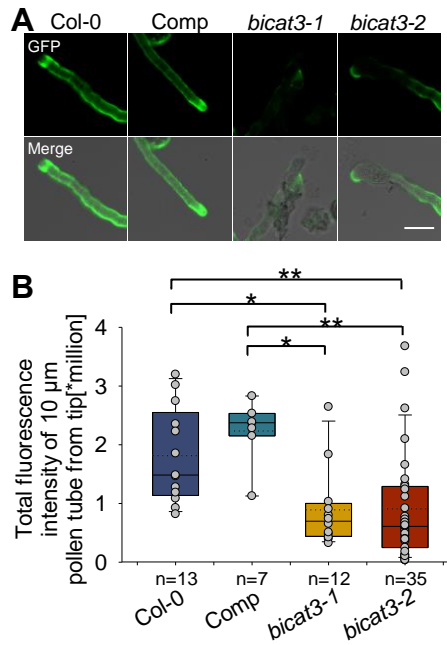 A
Col-0 Comp bicat3-1 bicat3-2
GFP
Merge
B
**
*
**
*
Total fluorescence
intensity of 10 µm
pollen tube from tip[*million]
4
3
2
1
0
n=13 n=7 n=12 n=35
Col-0 Comp bicat3-1 bicat3-2